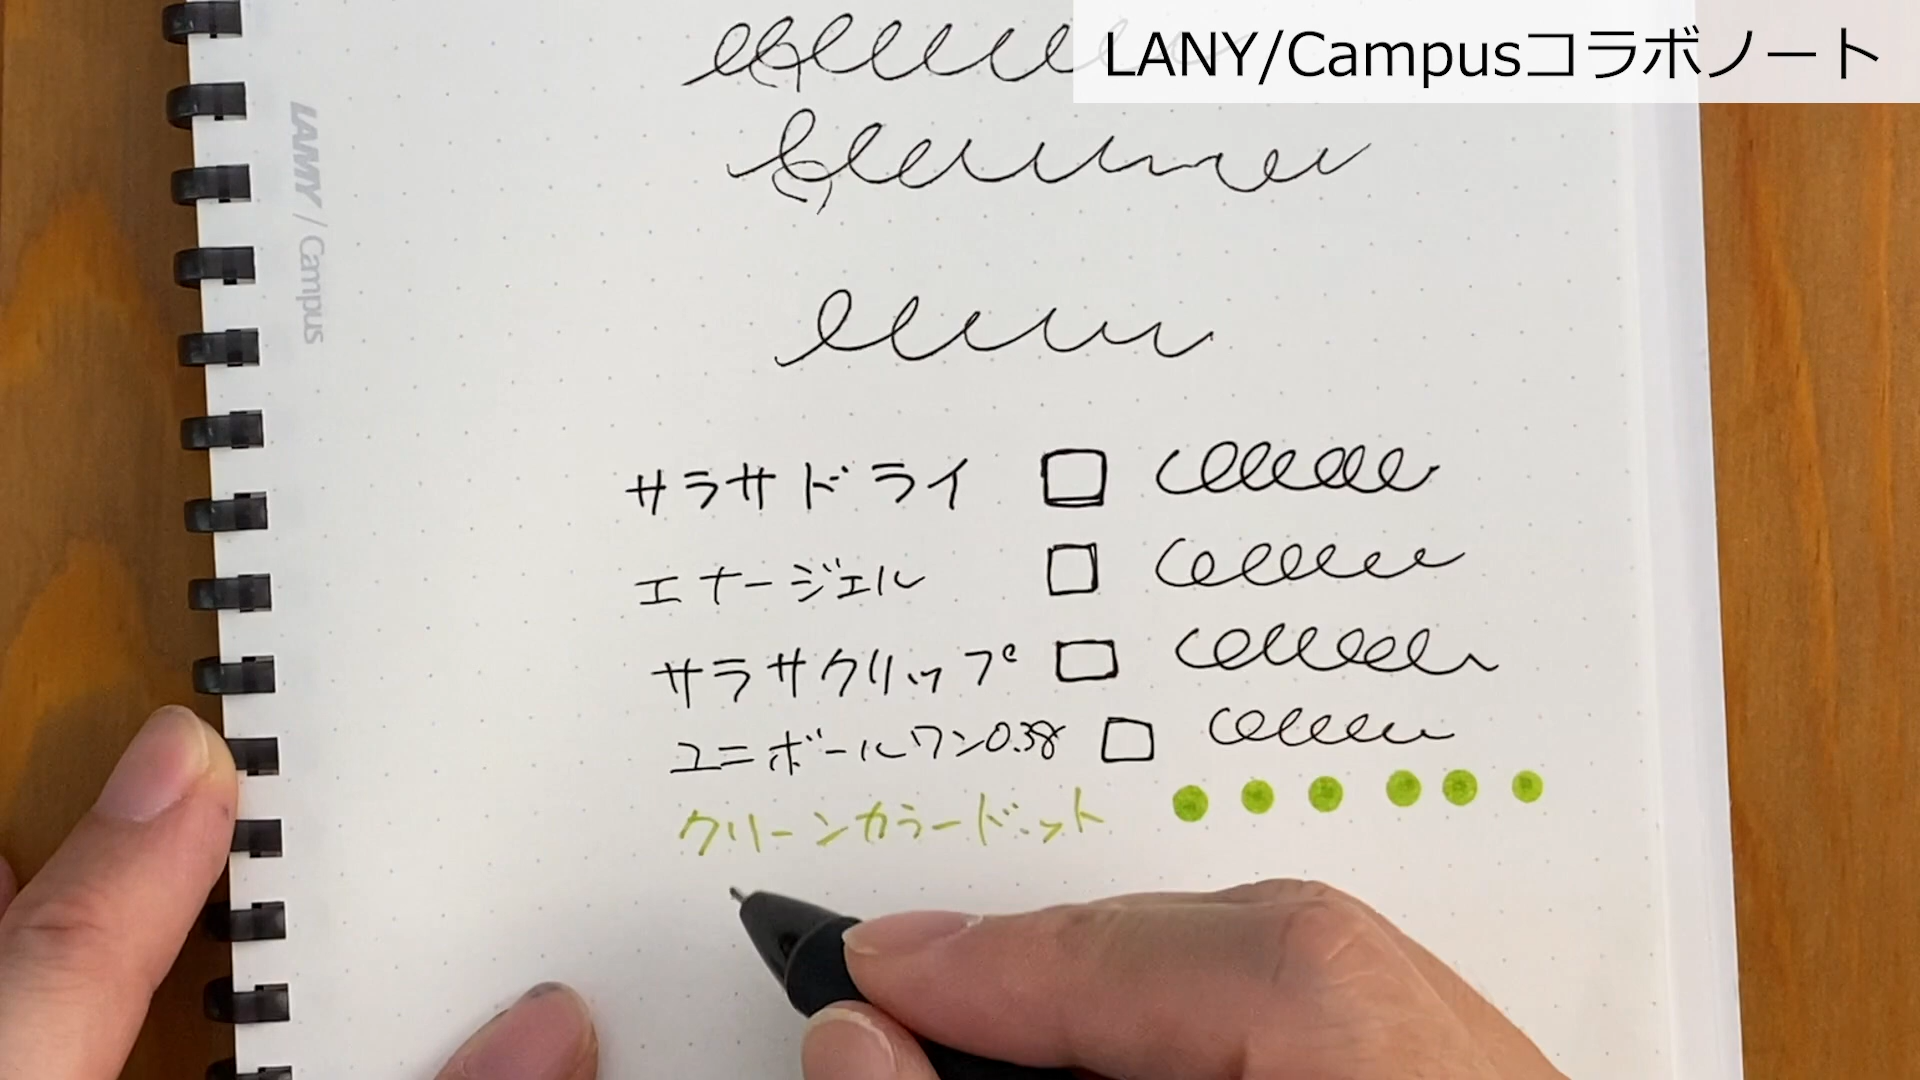 LANY/Campusコラボノート
LAMY / Campus
サラサドライ
エナージェル
サラサクリップ
ユニボールワン0.38
クリーンカラードット